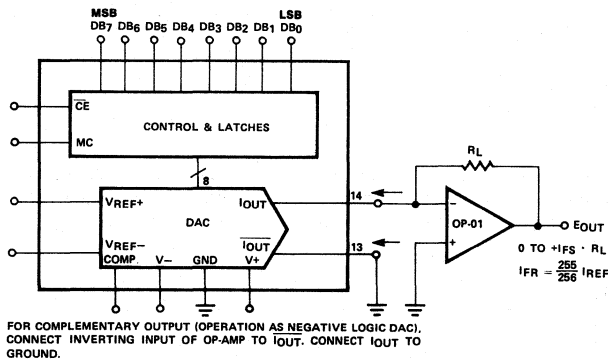 MSB LSB
DB7 DB6 DB5 DB4 DB3 DB2 DB1 DB0
CE
CONTROL & LATCHES
MC
8
RL
VREF+ IOUT 14
DAC
− OP-01 + EOUT
VREF− IOUT 13
COMP. V− GND V+
0 TO +IFS · RL
IFR = 255/256 IREF
FOR COMPLEMENTARY OUTPUT (OPERATION AS NEGATIVE LOGIC DAC),
CONNECT INVERTING INPUT OF OP-AMP TO IOUT. CONNECT IOUT TO
GROUND.